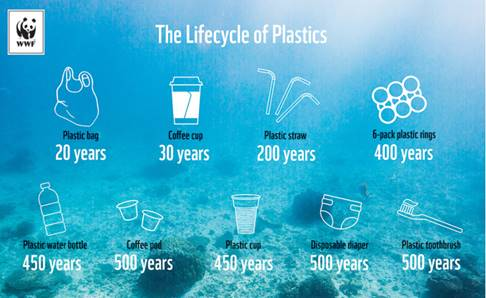 WWF
The Lifecycle of Plastics
Plastic bag
20 years
Coffee cup
30 years
Plastic straw
200 years
6-pack plastic rings
400 years
Plastic water bottle
450 years
Coffee pod
500 years
Plastic cup
450 years
Disposable diaper
500 years
Plastic toothbrush
500 years